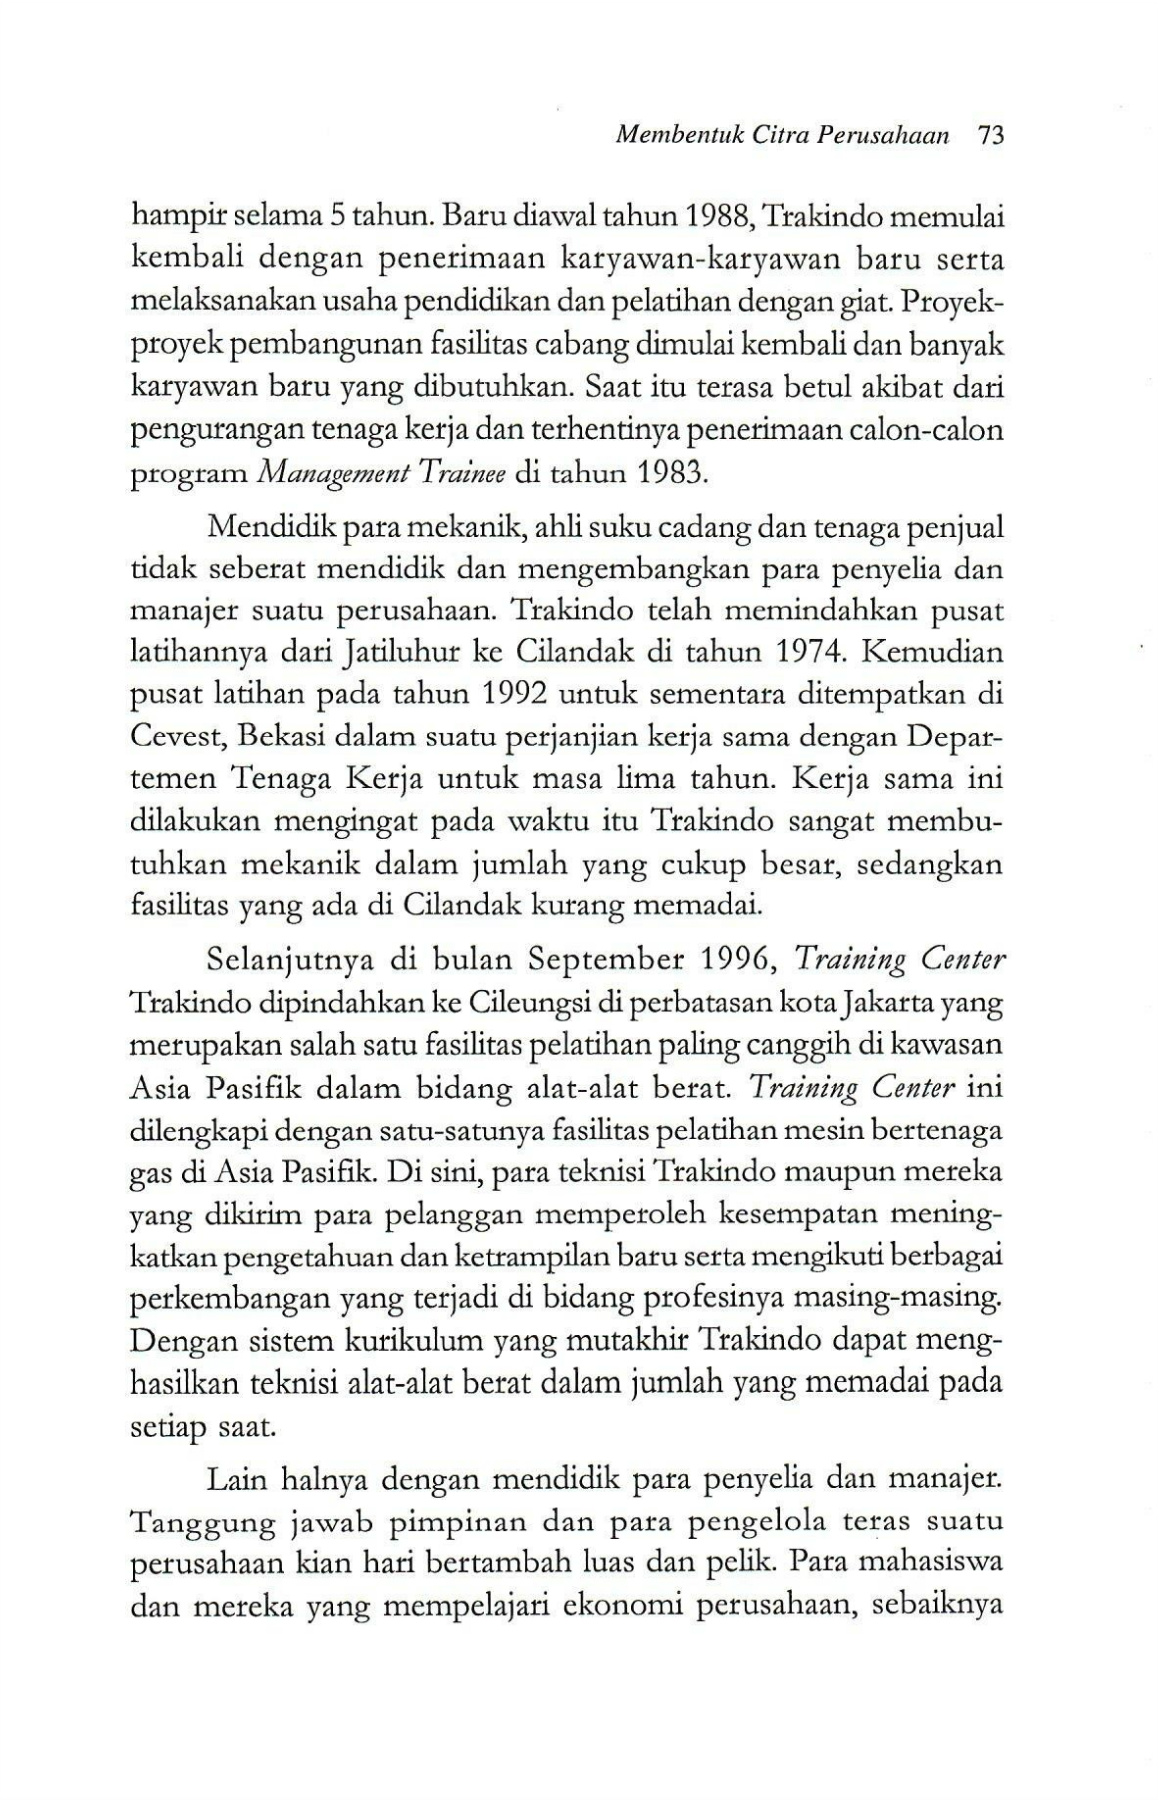 Membentuk Citra Perusahaan 73
hampir selama 5 tahun. Baru diawal tahun 1988, Trakindo memulai
kembali dengan penerimaan karyawan-karyawan baru serta
melaksanakan usaha pendidikan dan pelatihan dengan giat. Proyek-
proyek pembangunan fasilitas cabang dimulai kembali dan banyak
karyawan baru yang dibutuhkan. Saat itu terasa betul akibat dari
pengurangan tenaga kerja dan terhentinya penerimaan calon-calon
program Management Trainee di tahun 1983.
Mendidik para mekanik, ahli suku cadang dan tenaga penjual
tidak seberat mendidik dan mengembangkan para penyelia dan
manajer suatu perusahaan. Trakindo telah memindahkan pusat
latihannya dari Jatiluhur ke Cilandak di tahun 1974. Kemudian
pusat latihan pada tahun 1992 untuk sementara ditempatkan di
Cevest, Bekasi dalam suatu perjanjian kerja sama dengan Depar-
temen Tenaga Kerja untuk masa lima tahun. Kerja sama ini
dilakukan mengingat pada waktu itu Trakindo sangat membu-
tuhkan mekanik dalam jumlah yang cukup besar, sedangkan
fasilitas yang ada di Cilandak kurang memadai.
Selanjutnya di bulan September 1996, Training Center
Trakindo dipindahkan ke Cileungsi di perbatasan kota Jakarta yang
merupakan salah satu fasilitas pelatihan paling canggih di kawasan
Asia Pasifik dalam bidang alat-alat berat. Training Center ini
dilengkapi dengan satu-satunya fasilitas pelatihan mesin bertenaga
gas di Asia Pasifik. Di sini, para teknisi Trakindo maupun mereka
yang dikirim para pelanggan memperoleh kesempatan mening-
katkan pengetahuan dan ketrampilan baru serta mengikuti berbagai
perkembangan yang terjadi di bidang profesinya masing-masing.
Dengan sistem kurikulum yang mutakhir Trakindo dapat meng-
hasilkan teknisi alat-alat berat dalam jumlah yang memadai pada
setiap saat.
Lain halnya dengan mendidik para penyelia dan manajer.
Tanggung jawab pimpinan dan para pengelola teras suatu
perusahaan kian hari bertambah luas dan pelik. Para mahasiswa
dan mereka yang mempelajari ekonomi perusahaan, sebaiknya